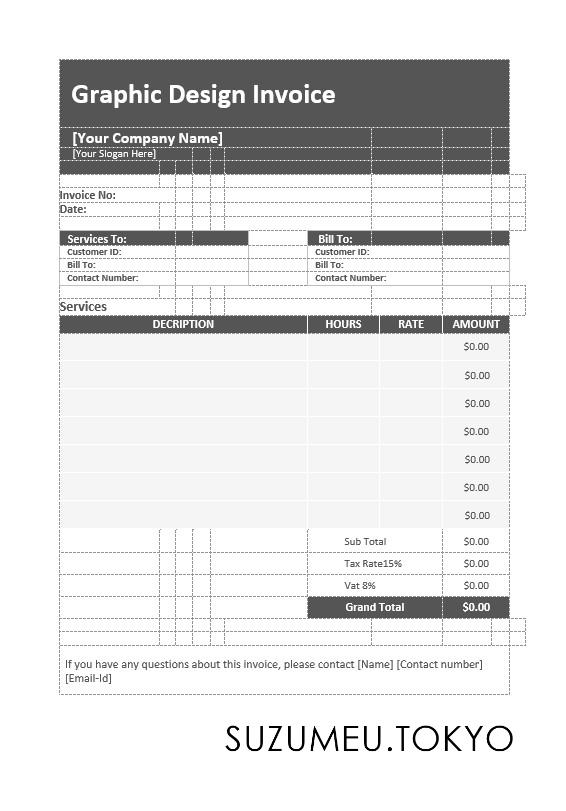 Graphic Design Invoice
[Your Company Name]
[Your Slogan Here]
Invoice No:
Date:
Services To: Bill To:
Customer ID: Customer ID:
Bill To: Bill To:
Contact Number: Contact Number:
Services
DECRIPTION HOURS RATE AMOUNT
$0.00
$0.00
$0.00
$0.00
$0.00
$0.00
$0.00
Sub Total $0.00
Tax Rate15% $0.00
Vat 8% $0.00
Grand Total $0.00
If you have any questions about this invoice, please contact [Name] [Contact number]
[Email-Id]
SUZUMEU.TOKYO